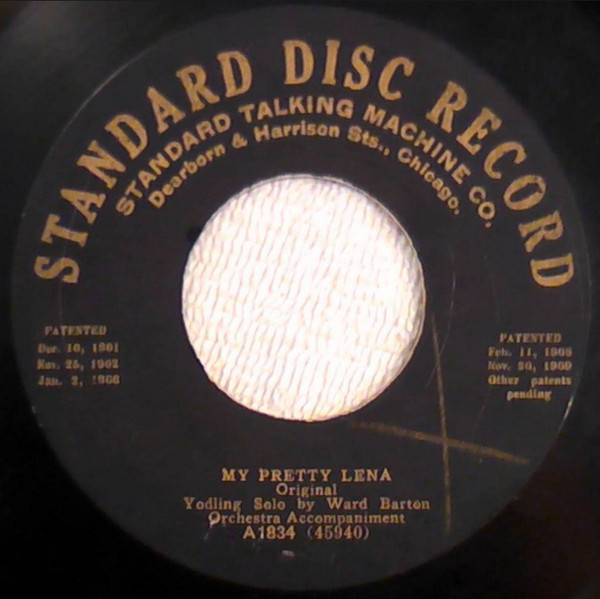 STANDARD DISC RECORD
STANDARD TALKING MACHINE CO.
Dearborn & Harrison Sts., Chicago.
PATENTED
Dec. 10, 1901
Nov. 25, 1902
Jan. 2, 1906
PATENTED
Feb. 11, 1908
Nov. 30, 1909
Other patents
pending
MY PRETTY LENA
Original
Yodling Solo by Ward Barton
Orchestra Accompaniment
A1834 (45940)